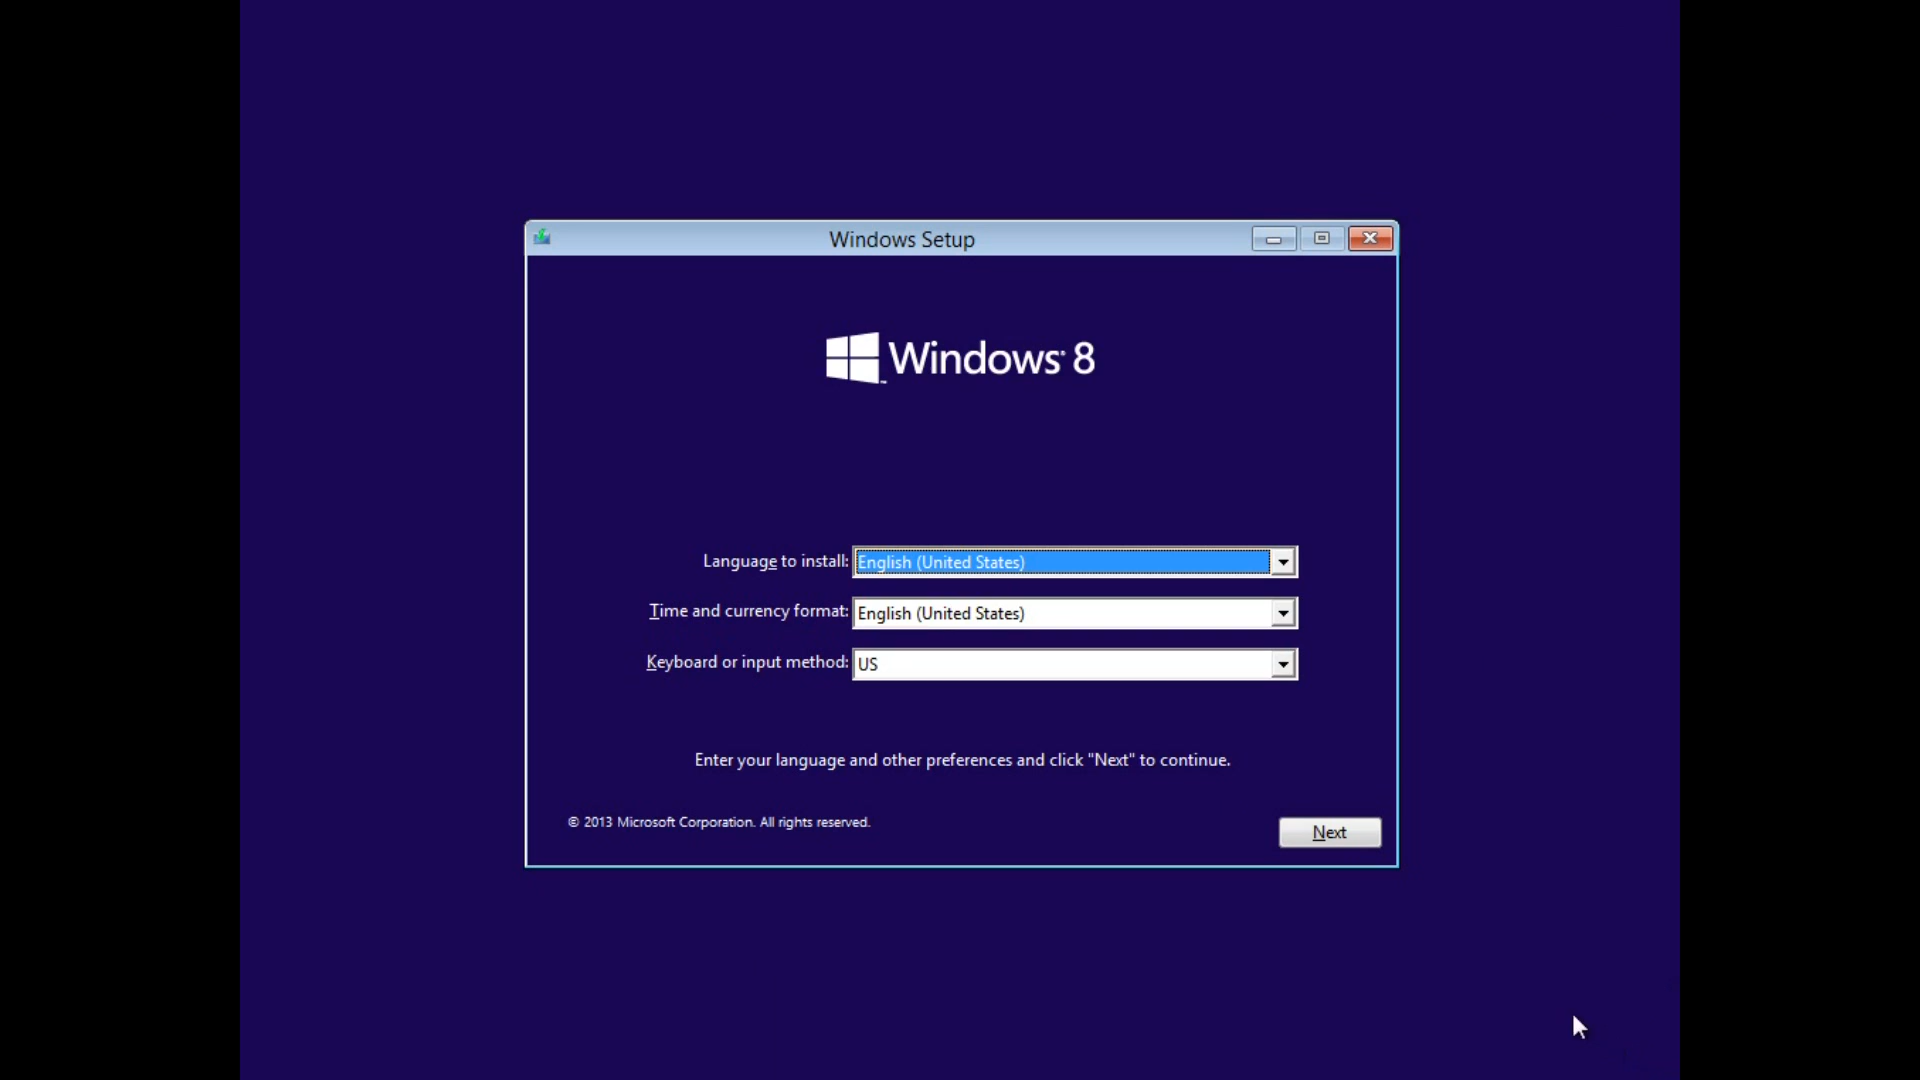 Windows Setup
Windows 8
Language to install: English (United States)
Time and currency format: English (United States)
Keyboard or input method: US
Enter your language and other preferences and click "Next" to continue.
© 2013 Microsoft Corporation. All rights reserved.
Next